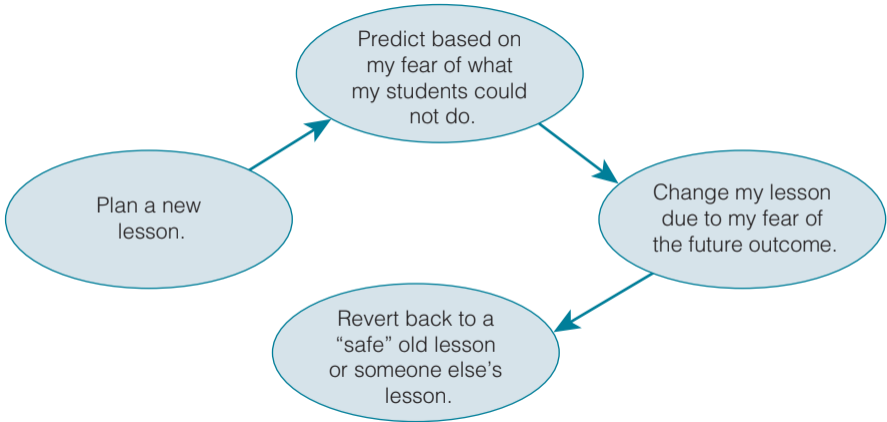 Predict based on
my fear of what
my students could
not do.
Plan a new
lesson.
Change my lesson
due to my fear of
the future outcome.
Revert back to a
“safe” old lesson
or someone else’s
lesson.